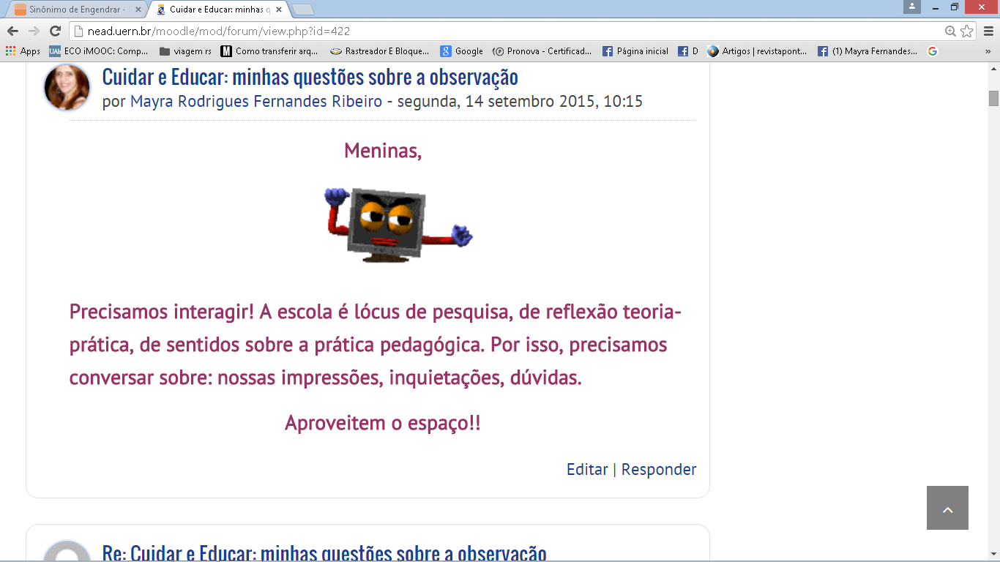 Sinônimo de Engendrar -
Cuidar e Educar: minhas q
nead.uern.br/moodle/mod/forum/view.php?id=422
Apps
ECO iMOOC: Comp...
viagem rs
Como transferir arq...
Rastreador E Bloque...
Google
Pronova - Certificad...
Página inicial
D
Artigos | revistapont...
(1) Mayra Fernandes...
»
Cuidar e Educar: minhas questões sobre a observação
por Mayra Rodrigues Fernandes Ribeiro - segunda, 14 setembro 2015, 10:15
Meninas,
Precisamos interagir! A escola é lócus de pesquisa, de reflexão teoria-
prática, de sentidos sobre a prática pedagógica. Por isso, precisamos
conversar sobre: nossas impressões, inquietações, dúvidas.
Aproveitem o espaço!!
Editar | Responder
Re: Cuidar e Educar: minhas questões sobre a observação